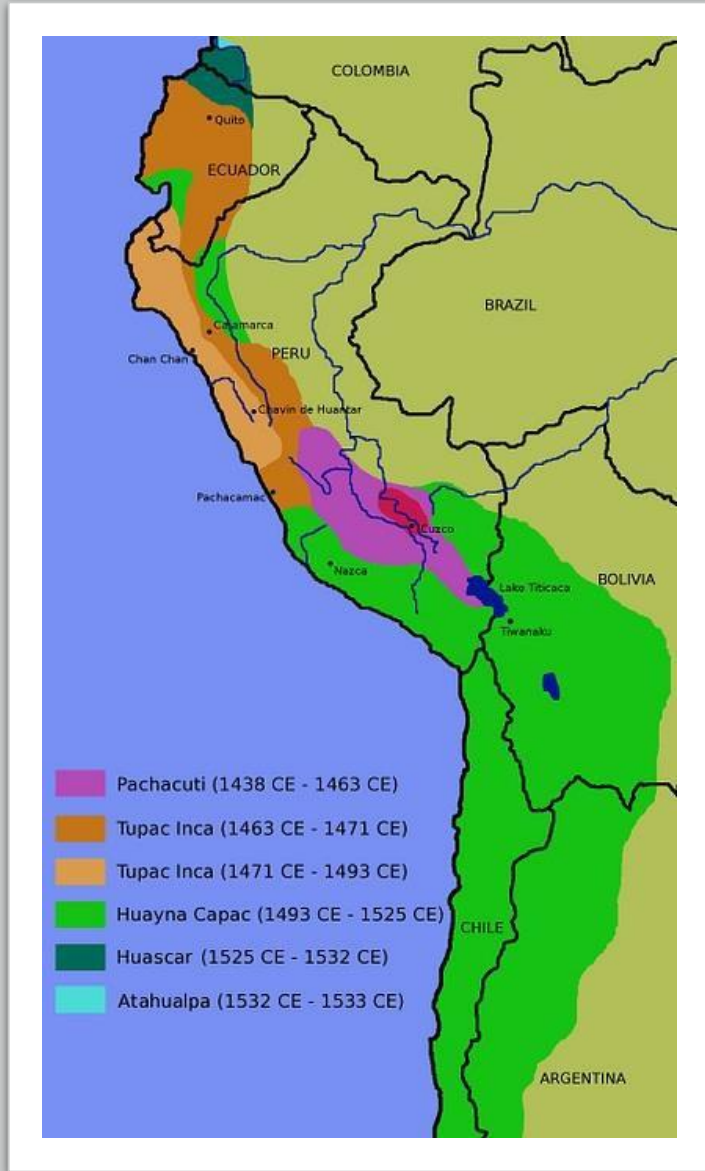 COLOMBIA
Quito
ECUADOR
BRAZIL
Cajamarca
PERU
Chan Chan
Chavin de Huantar
Pachacamac
Cuzco
Nazca
BOLIVIA
Lake Titicaca
Tiwanaku
Pachacuti (1438 CE - 1463 CE)
Tupac Inca (1463 CE - 1471 CE)
Tupac Inca (1471 CE - 1493 CE)
Huayna Capac (1493 CE - 1525 CE)
CHILE
Huascar (1525 CE - 1532 CE)
Atahualpa (1532 CE - 1533 CE)
ARGENTINA